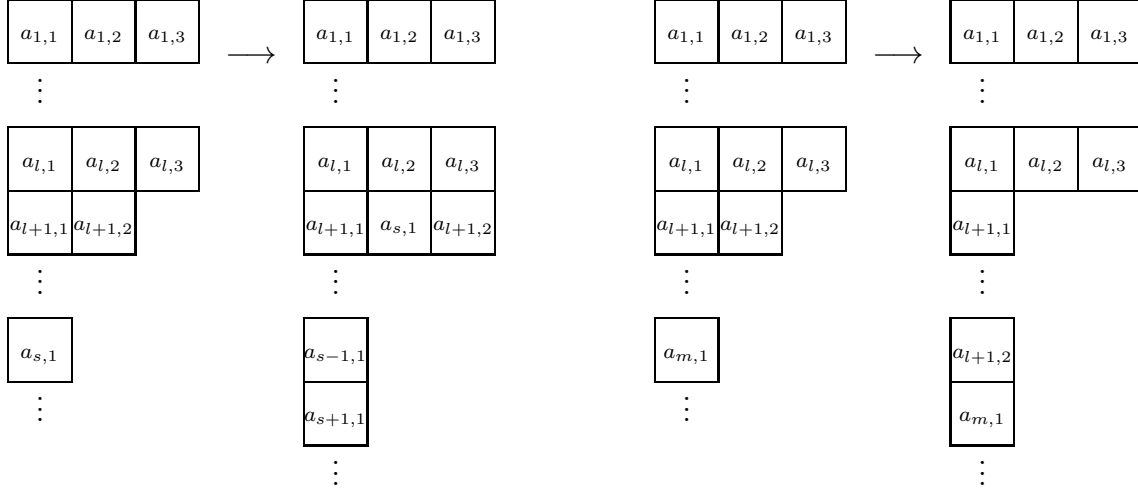 a_{1,1} a_{1,2} a_{1,3} ⟶ a_{1,1} a_{1,2} a_{1,3} a_{1,1} a_{1,2} a_{1,3} ⟶ a_{1,1} a_{1,2} a_{1,3}
⋮ ⋮ ⋮ ⋮
a_{l,1} a_{l,2} a_{l,3} a_{l,1} a_{l,2} a_{l,3} a_{l,1} a_{l,2} a_{l,3} a_{l,1} a_{l,2} a_{l,3}
a_{l+1,1} a_{l+1,2} a_{l+1,1} a_{s,1} a_{l+1,2} a_{l+1,1} a_{l+1,2} a_{l+1,1}
⋮ ⋮ ⋮ ⋮
a_{s,1} a_{s−1,1} a_{m,1} a_{l+1,2}
⋮ a_{s+1,1} ⋮ a_{m,1}
⋮ ⋮